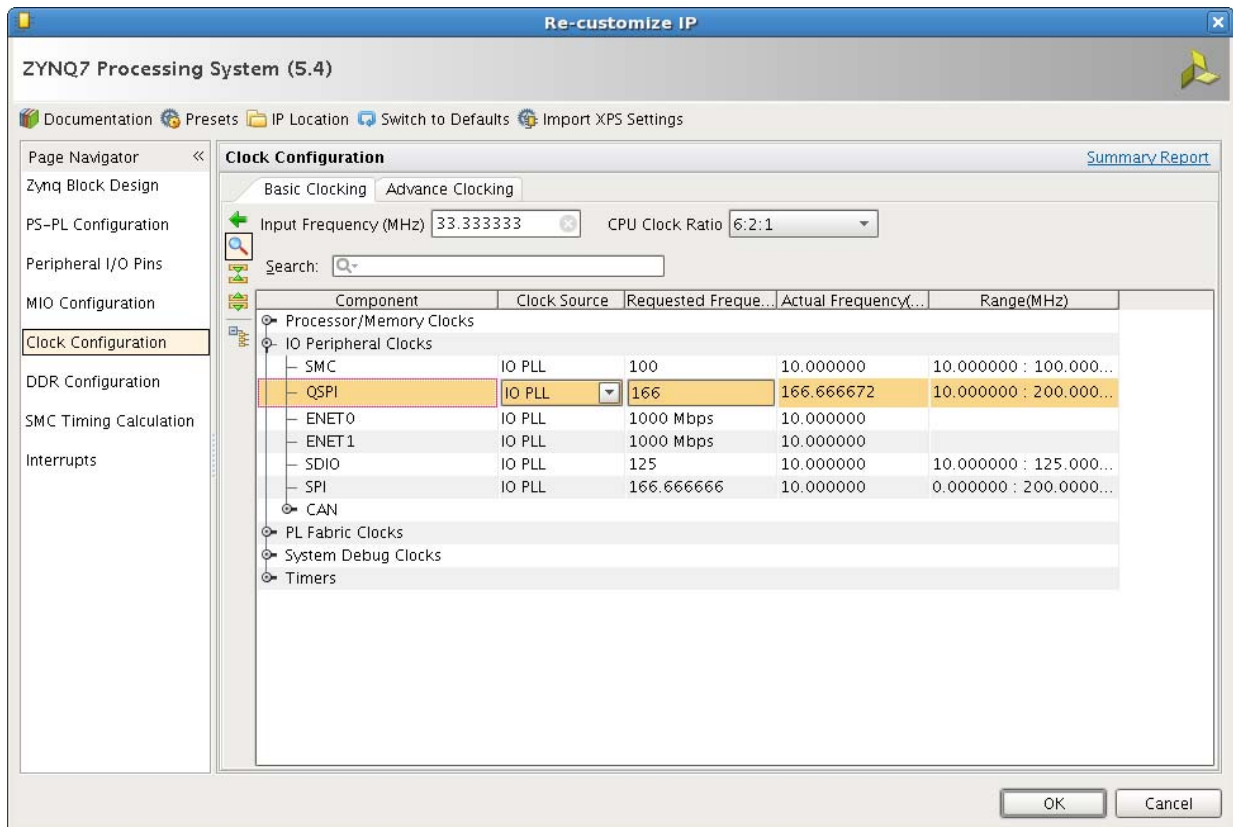 Re-customize IP
ZYNQ7 Processing System (5.4)
Documentation Presets IP Location Switch to Defaults Import XPS Settings
Page Navigator «
Zynq Block Design
PS-PL Configuration
Peripheral I/O Pins
MIO Configuration
Clock Configuration
DDR Configuration
SMC Timing Calculation
Interrupts
Clock Configuration Summary Report
Basic Clocking Advance Clocking
Input Frequency (MHz) 33.333333 CPU Clock Ratio 6:2:1
Search:
Component Clock Source Requested Freque... Actual Frequency(... Range(MHz)
Processor/Memory Clocks
IO Peripheral Clocks
SMC IO PLL 100 10.000000 10.000000 : 100.000...
QSPI IO PLL 166 166.666672 10.000000 : 200.000...
ENET0 IO PLL 1000 Mbps 10.000000
ENET1 IO PLL 1000 Mbps 10.000000
SDIO IO PLL 125 10.000000 10.000000 : 125.000...
SPI IO PLL 166.666666 10.000000 0.000000 : 200.0000...
CAN
PL Fabric Clocks
System Debug Clocks
Timers
OK Cancel